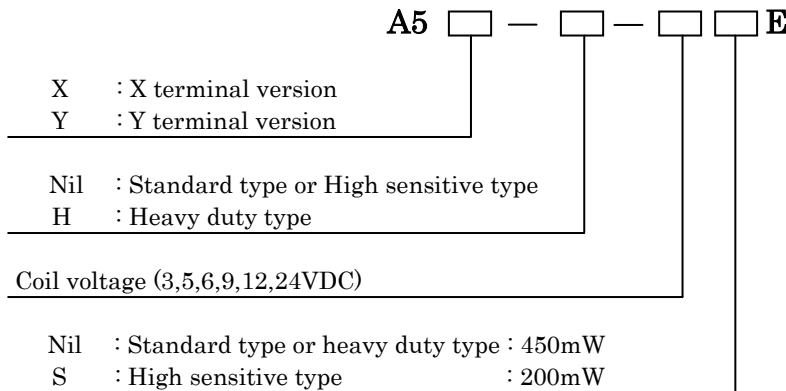 A5 □ — □ — □ □ E
X : X terminal version
Y : Y terminal version
Nil : Standard type or High sensitive type
H : Heavy duty type
Coil voltage (3,5,6,9,12,24VDC)
Nil : Standard type or heavy duty type : 450mW
S : High sensitive type : 200mW